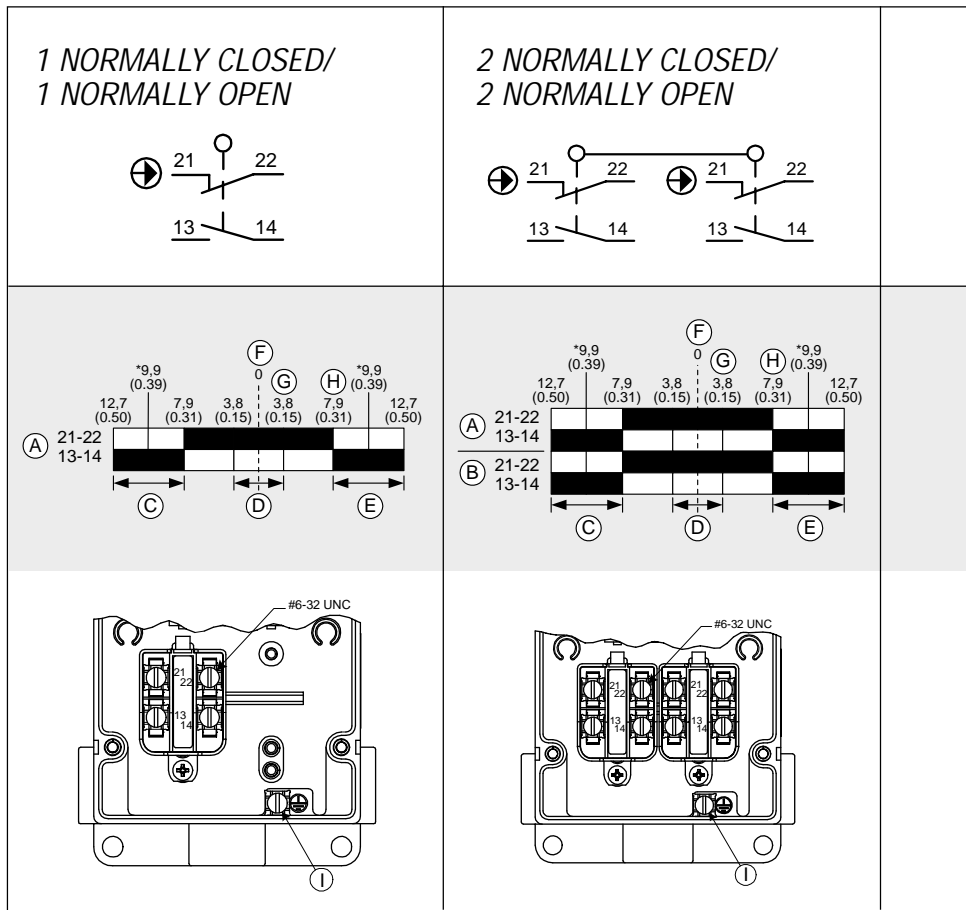 1 NORMALLY CLOSED/
1 NORMALLY OPEN
21 22
13 14
2 NORMALLY CLOSED/
2 NORMALLY OPEN
21 22 21 22
13 14 13 14
F
0
*9,9
(0.39)
G
H
*9,9
(0.39)
12,7
(0.50)
7,9
(0.31)
3,8
(0.15)
3,8
(0.15)
7,9
(0.31)
12,7
(0.50)
A
21-22
13-14
C
D
E
F
0
*9,9
(0.39)
G
H
*9,9
(0.39)
12,7
(0.50)
7,9
(0.31)
3,8
(0.15)
3,8
(0.15)
7,9
(0.31)
12,7
(0.50)
A
21-22
13-14
B
21-22
13-14
C
D
E
#6-32 UNC
21
22
13
14
I
#6-32 UNC
21
22
13
14
21
22
13
14
I